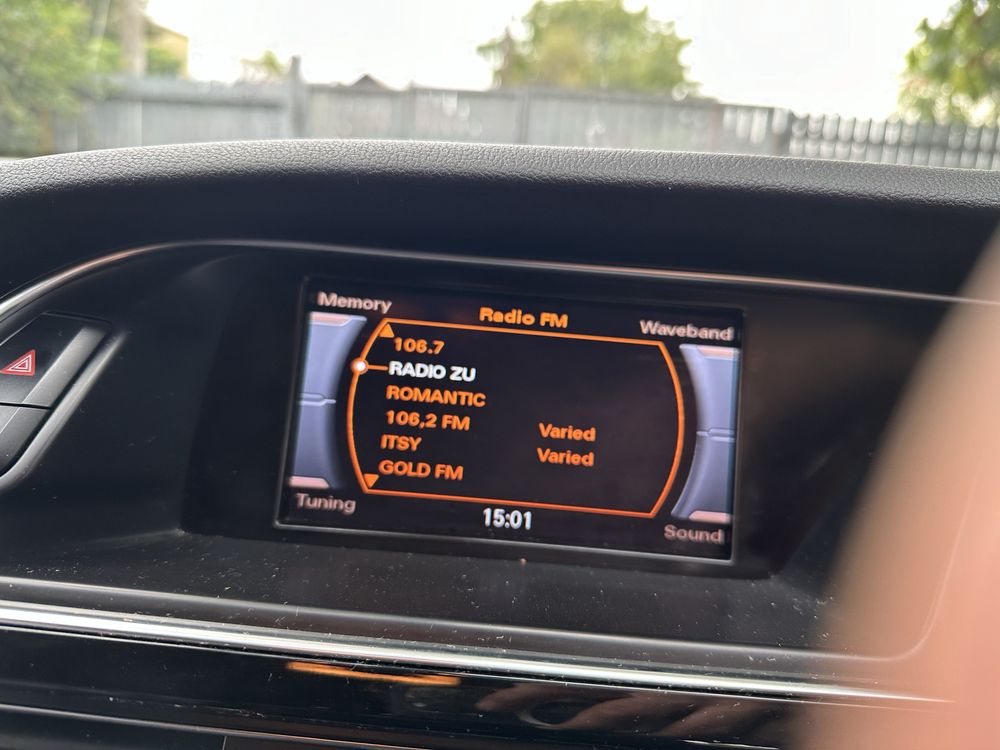 Memory
Radio FM
Waveband
106.7
RADIO ZU
ROMANTIC
106,2 FM Varied
ITSY Varied
GOLD FM
Tuning
15:01
Sound